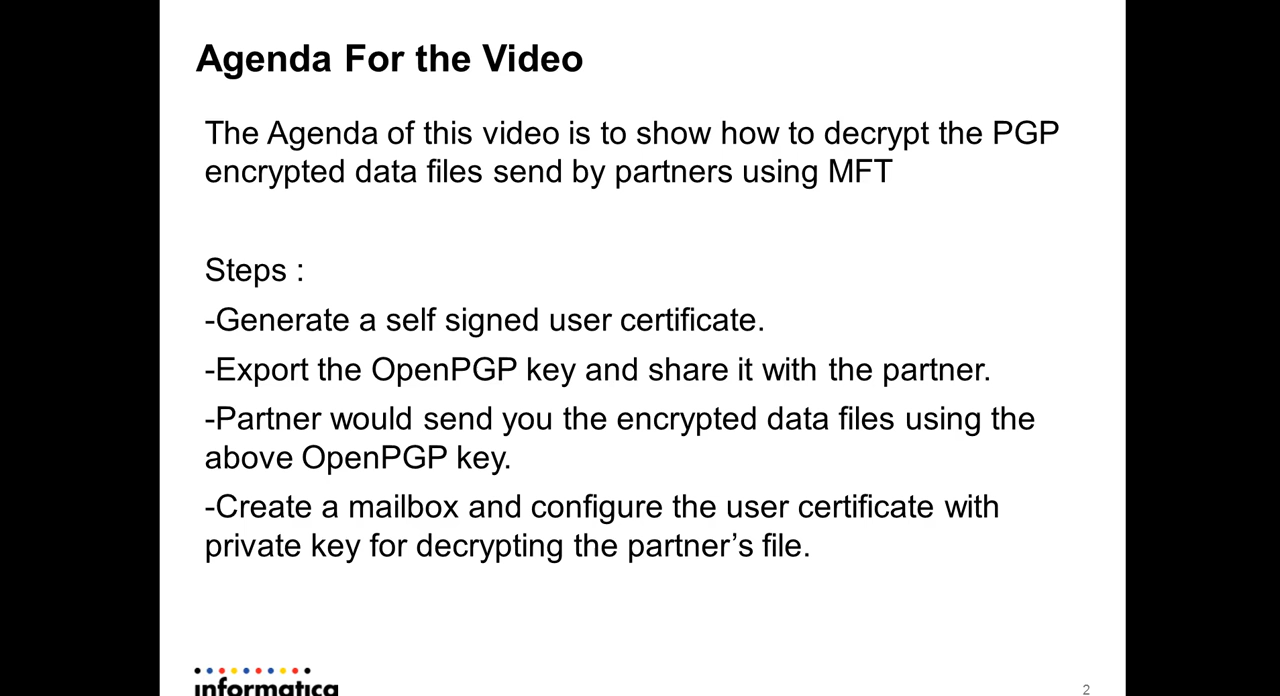 Agenda For the Video
The Agenda of this video is to show how to decrypt the PGP
encrypted data files send by partners using MFT
Steps :
-Generate a self signed user certificate.
-Export the OpenPGP key and share it with the partner.
-Partner would send you the encrypted data files using the
above OpenPGP key.
-Create a mailbox and configure the user certificate with
private key for decrypting the partner’s file.
informatica
2